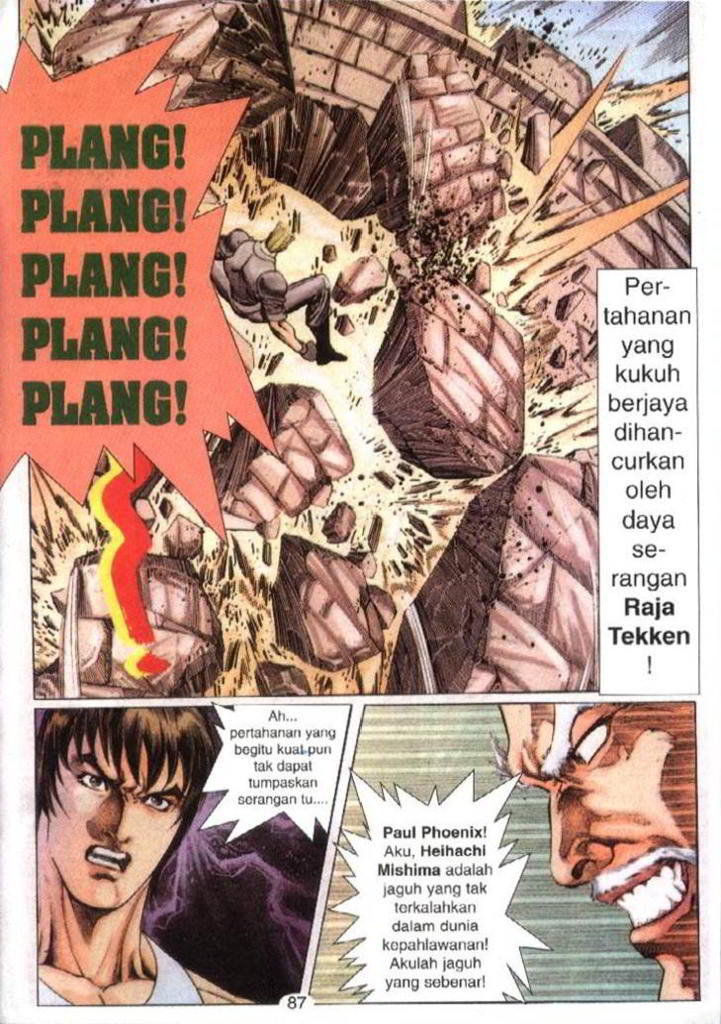 PLANG!
PLANG!
PLANG!
PLANG!
PLANG!
Per-
tahanan
yang
kukuh
berjaya
dihan-
curkan
oleh
daya
se-
rangan
Raja
Tekken
!
Ah...
pertahanan yang
begitu kuat pun
tak dapat
tumpaskan
serangan tu....
Paul Phoenix!
Aku, Heihachi
Mishima adalah
jaguh yang tak
terkalahkan
dalam dunia
kepahlawanan!
Akulah jaguh
yang sebenar!
87